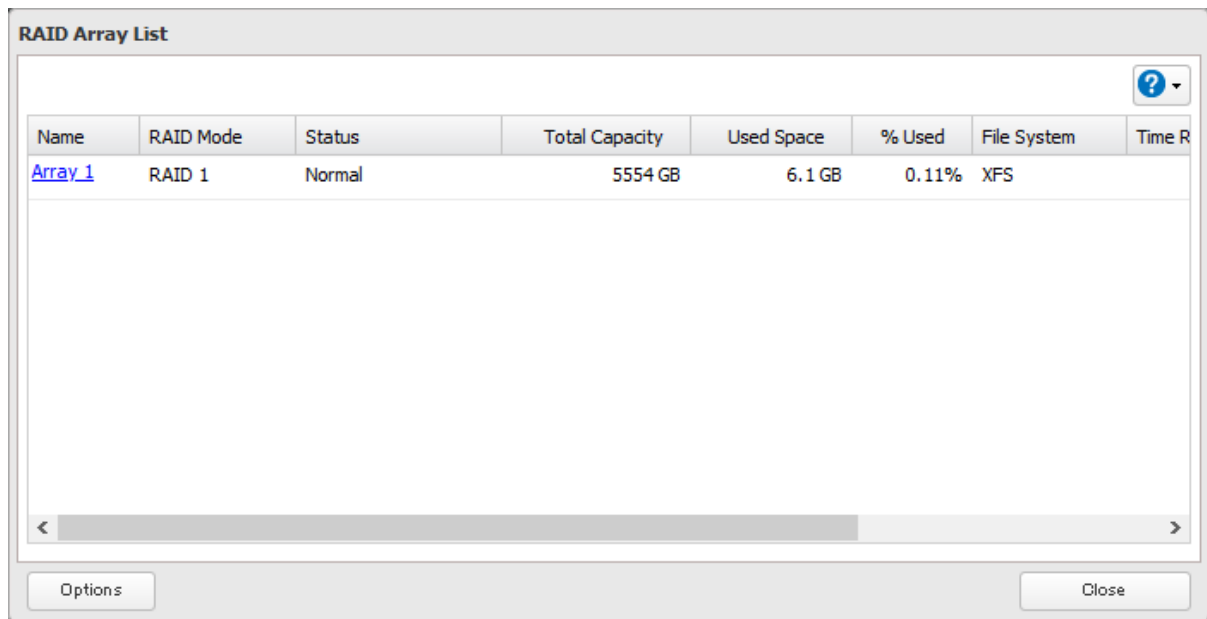 RAID Array List
?
Name RAID Mode Status Total Capacity Used Space % Used File System Time R
Array 1 RAID 1 Normal 5554 GB 6.1 GB 0.11% XFS
Options Close